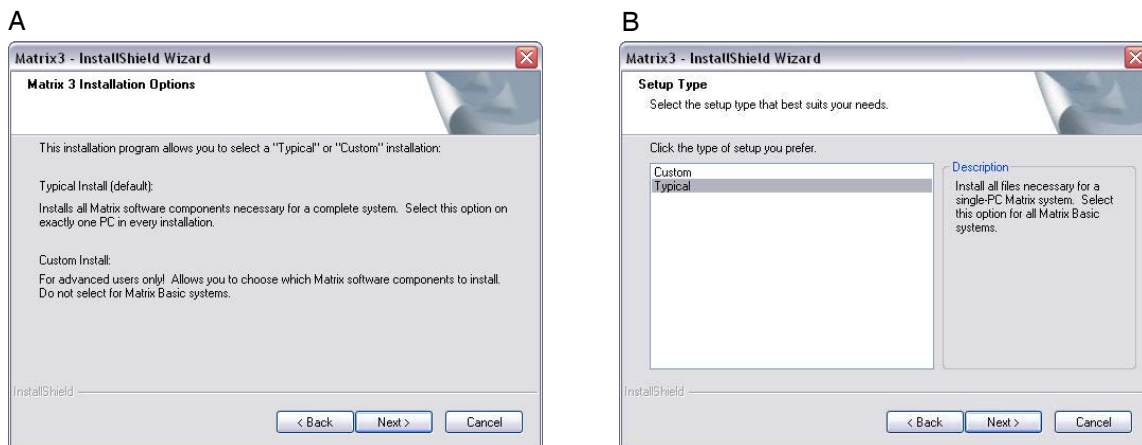 A
Matrix3 - InstallShield Wizard
Matrix 3 Installation Options
This installation program allows you to select a "Typical" or "Custom" installation:
Typical Install (default):
Installs all Matrix software components necessary for a complete system. Select this option on
exactly one PC in every installation.
Custom Install:
For advanced users only! Allows you to choose which Matrix software components to install.
Do not select for Matrix Basic systems.
InstallShield
< Back
Next >
Cancel
B
Matrix3 - InstallShield Wizard
Setup Type
Select the setup type that best suits your needs.
Click the type of setup you prefer.
Custom
Typical
Description
Install all files necessary for a
single-PC Matrix system. Select
this option for all Matrix Basic
systems.
InstallShield
< Back
Next >
Cancel